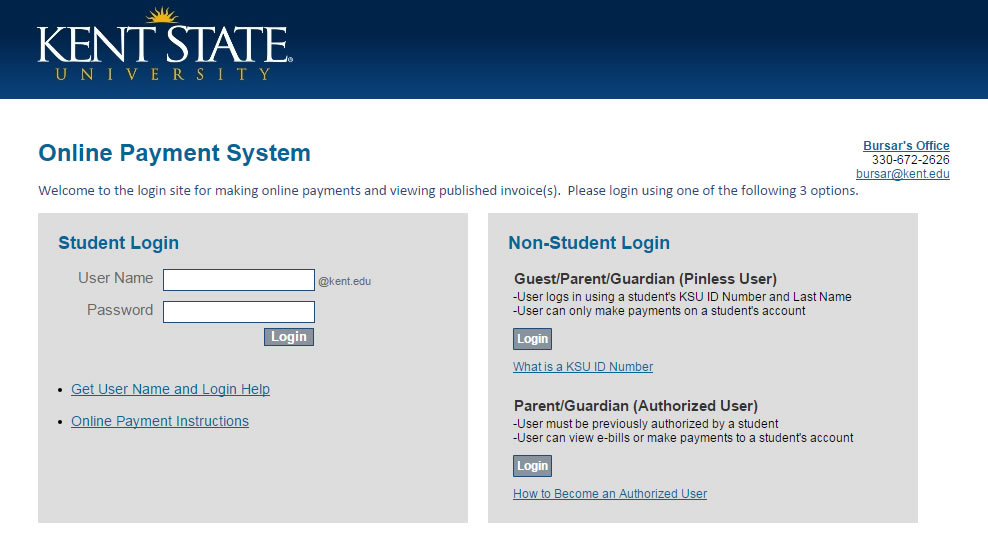 KENT STATE®
UNIVERSITY
Online Payment System
Bursar's Office
330-672-2626
bursar@kent.edu
Welcome to the login site for making online payments and viewing published invoice(s).  Please login using one of the following 3 options.
Student Login
User Name @kent.edu
Password
Login
• Get User Name and Login Help
• Online Payment Instructions
Non-Student Login
Guest/Parent/Guardian (Pinless User)
-User logs in using a student's KSU ID Number and Last Name
-User can only make payments on a student's account
Login
What is a KSU ID Number
Parent/Guardian (Authorized User)
-User must be previously authorized by a student
-User can view e-bills or make payments to a student's account
Login
How to Become an Authorized User